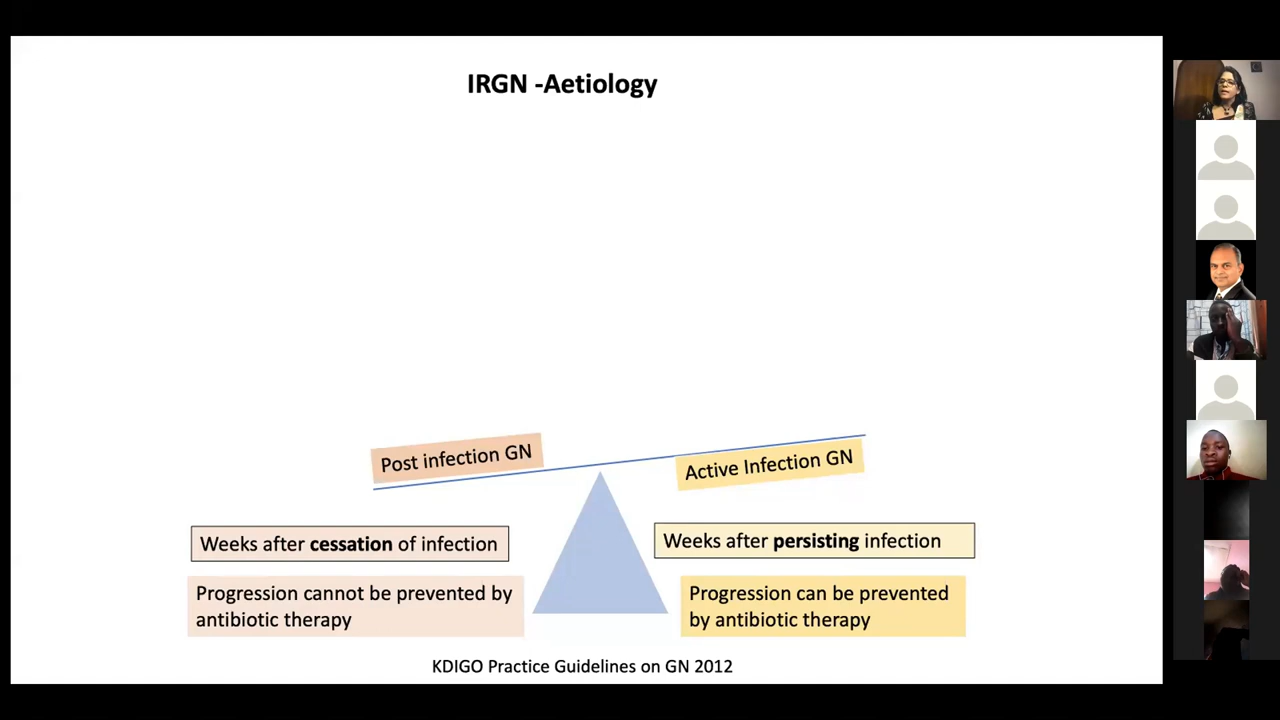 IRGN -Aetiology
Post infection GN
Active Infection GN
Weeks after cessation of infection
Weeks after persisting infection
Progression cannot be prevented by
antibiotic therapy
Progression can be prevented
by antibiotic therapy
KDIGO Practice Guidelines on GN 2012